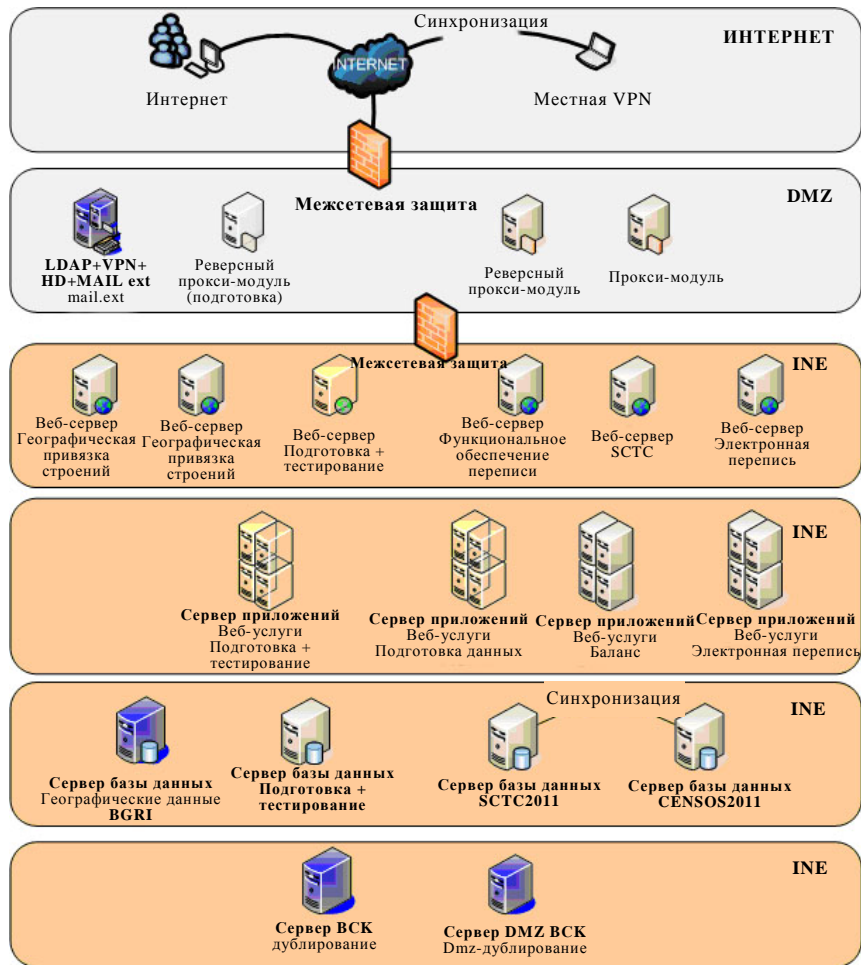 Синхронизация
ИНТЕРНЕТ
INTERNET
Интернет
Местная VPN
DMZ
Межсетевая защита
LDAP+VPN+
HD+MAIL ext
mail.ext
Реверсный
прокси-модуль
(подготовка)
Реверсный
прокси-модуль
Прокси-модуль
Межсетевая защита
INE
Веб-сервер
Географическая
привязка
строений
Веб-сервер
Географическая
привязка
строений
Веб-сервер
Подготовка +
тестирование
Веб-сервер
Функциональное
обеспечение
переписи
Веб-сервер
SCTC
Веб-сервер
Электронная
перепись
INE
Сервер приложений
Веб-услуги
Подготовка +
тестирование
Сервер приложений
Веб-услуги
Подготовка данных
Сервер приложений
Веб-услуги
Баланс
Сервер приложений
Веб-услуги
Электронная перепись
Синхронизация
INE
Сервер базы данных
Географические данные
BGRI
Сервер базы данных
Подготовка +
тестирование
Сервер базы данных
SCTC2011
Сервер базы данных
CENSOS2011
INE
Сервер BCK
дублирование
Сервер DMZ BCK
Dmz-дублирование